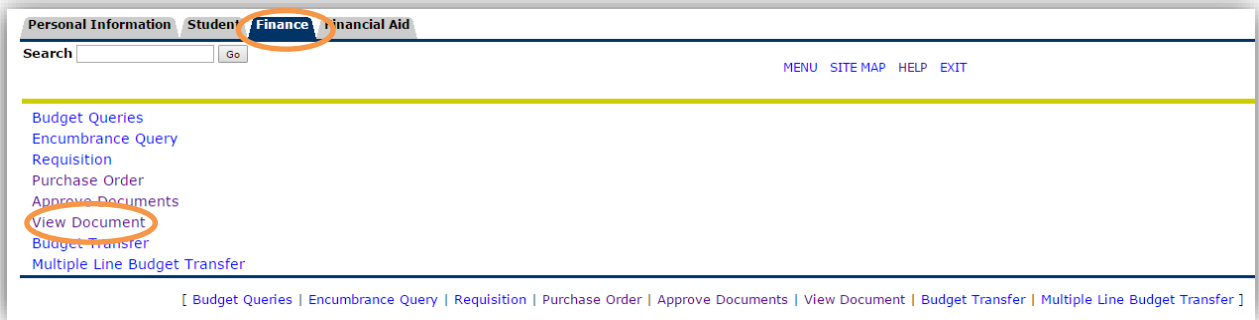 Personal Information Student Finance Financial Aid
Search Go
MENU SITE MAP HELP EXIT
Budget Queries
Encumbrance Query
Requisition
Purchase Order
Approve Documents
View Document
Budget Transfer
Multiple Line Budget Transfer
[ Budget Queries | Encumbrance Query | Requisition | Purchase Order | Approve Documents | View Document | Budget Transfer | Multiple Line Budget Transfer ]